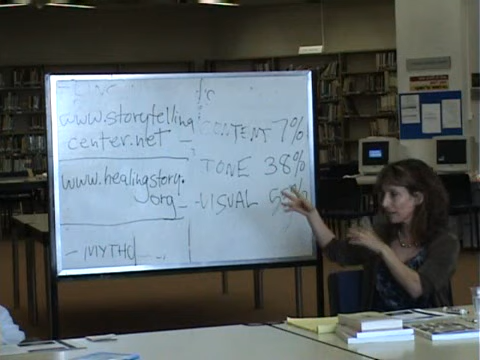 www.storytelling
center.net
www.healingstory.
org
- MYTHO
CONTENT 7%
TONE 38%
- VISUAL